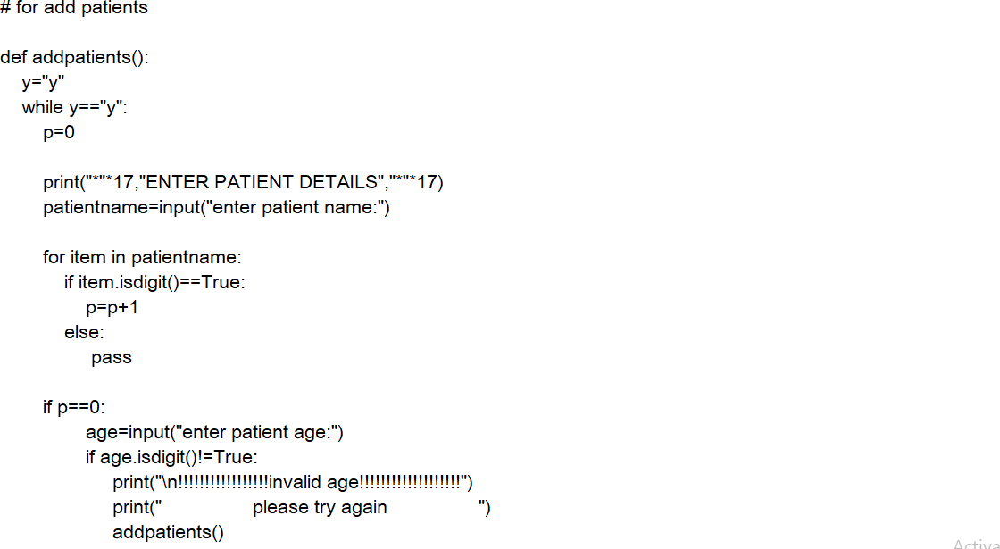 # for add patients
def addpatients():
y="y"
while y=="y":
p=0
print("*"*17,"ENTER PATIENT DETAILS","*"*17)
patientname=input("enter patient name:")
for item in patientname:
if item.isdigit()==True:
p=p+1
else:
pass
if p==0:
age=input("enter patient age:")
if age.isdigit()!=True:
print("\n!!!!!!!!!!!!!!!!!invalid age!!!!!!!!!!!!!!!!!!!")
print("                 please try again                 ")
addpatients()